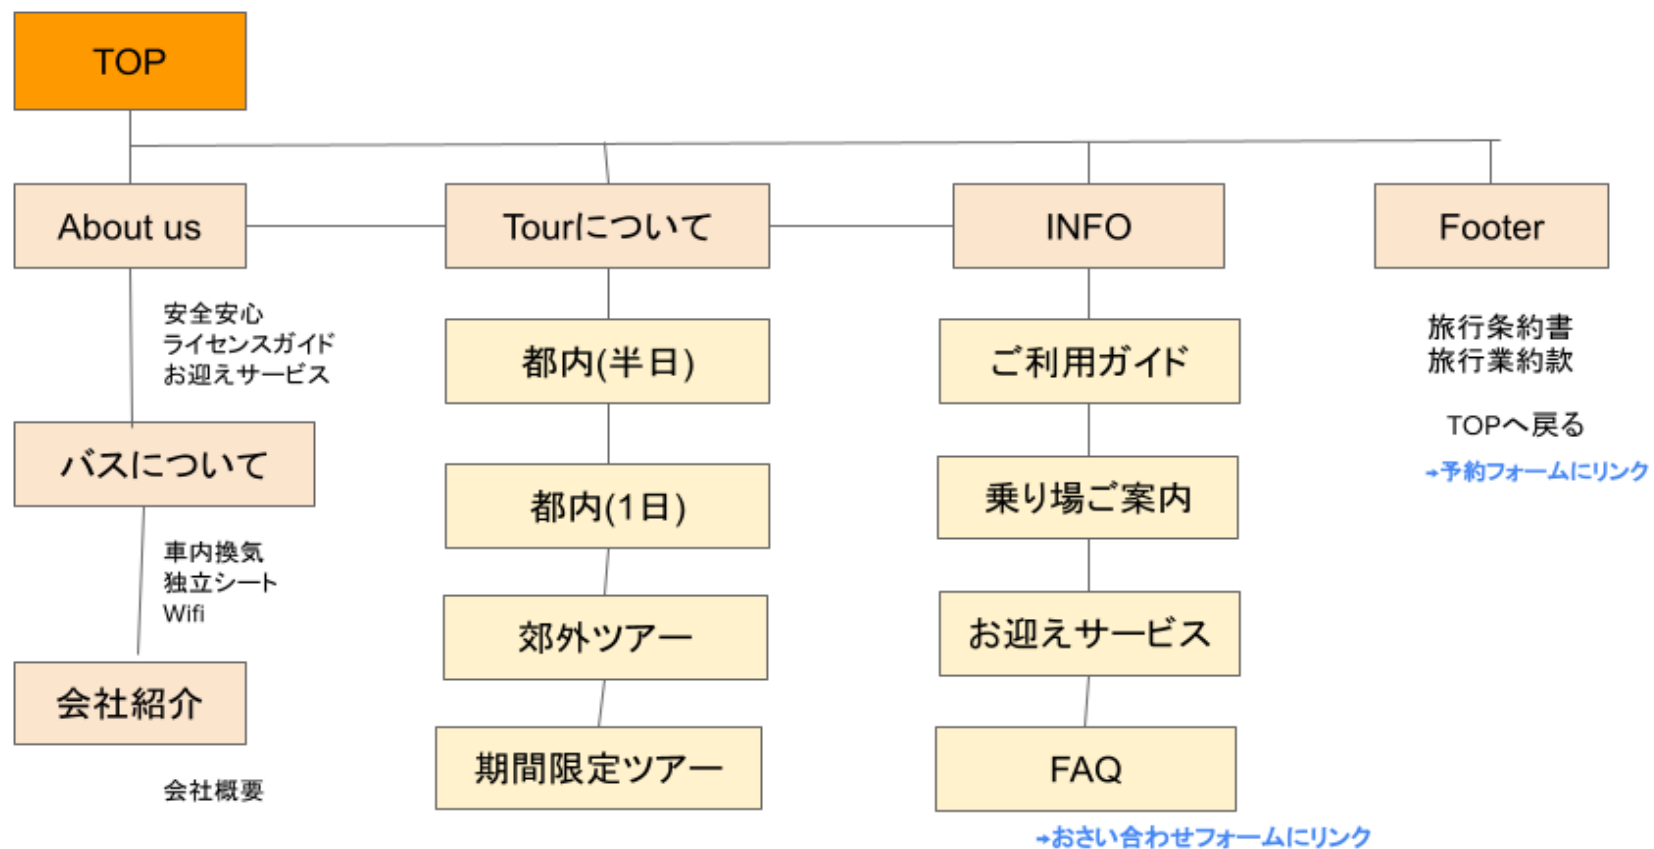 TOP
About us
Tourについて
INFO
Footer
安全安心
ライセンスガイド
お迎えサービス
バスについて
車内換気
独立シート
Wifi
会社紹介
会社概要
都内(半日)
都内(1日)
郊外ツアー
期間限定ツアー
ご利用ガイド
乗り場ご案内
お迎えサービス
FAQ
→おさい合わせフォームにリンク
旅行条約書
旅行業約款
TOPへ戻る
→予約フォームにリンク